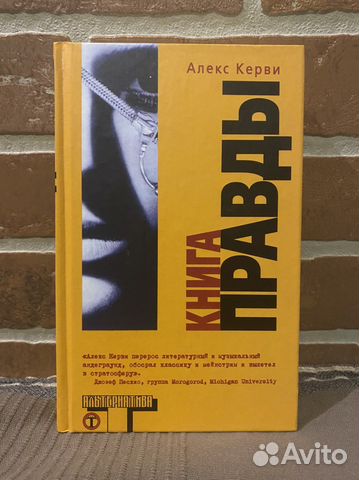 Алекс Керви
КНИГА
ПРАВДЫ
«Алекс Керви перерос литературный и музыкальный
андеграунд, обосрал классику и мейнстрим и вылетел
в стратосферу».
Джозеф Песлко, группа Morogorod, Michigan University
АЛЬТЕРНАТИВА
Avito